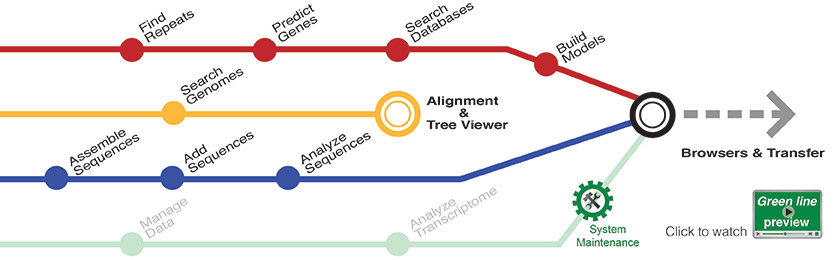 Find
Repeats
Predict
Genes
Search
Databases
Build
Models
Search
Genomes
Alignment
&
Tree Viewer
Assemble
Sequences
Add
Sequences
Analyze
Sequences
Browsers & Transfer
Manage
Data
Analyze
Transcriptome
System
Maintenance
Click to watch
Green line
preview